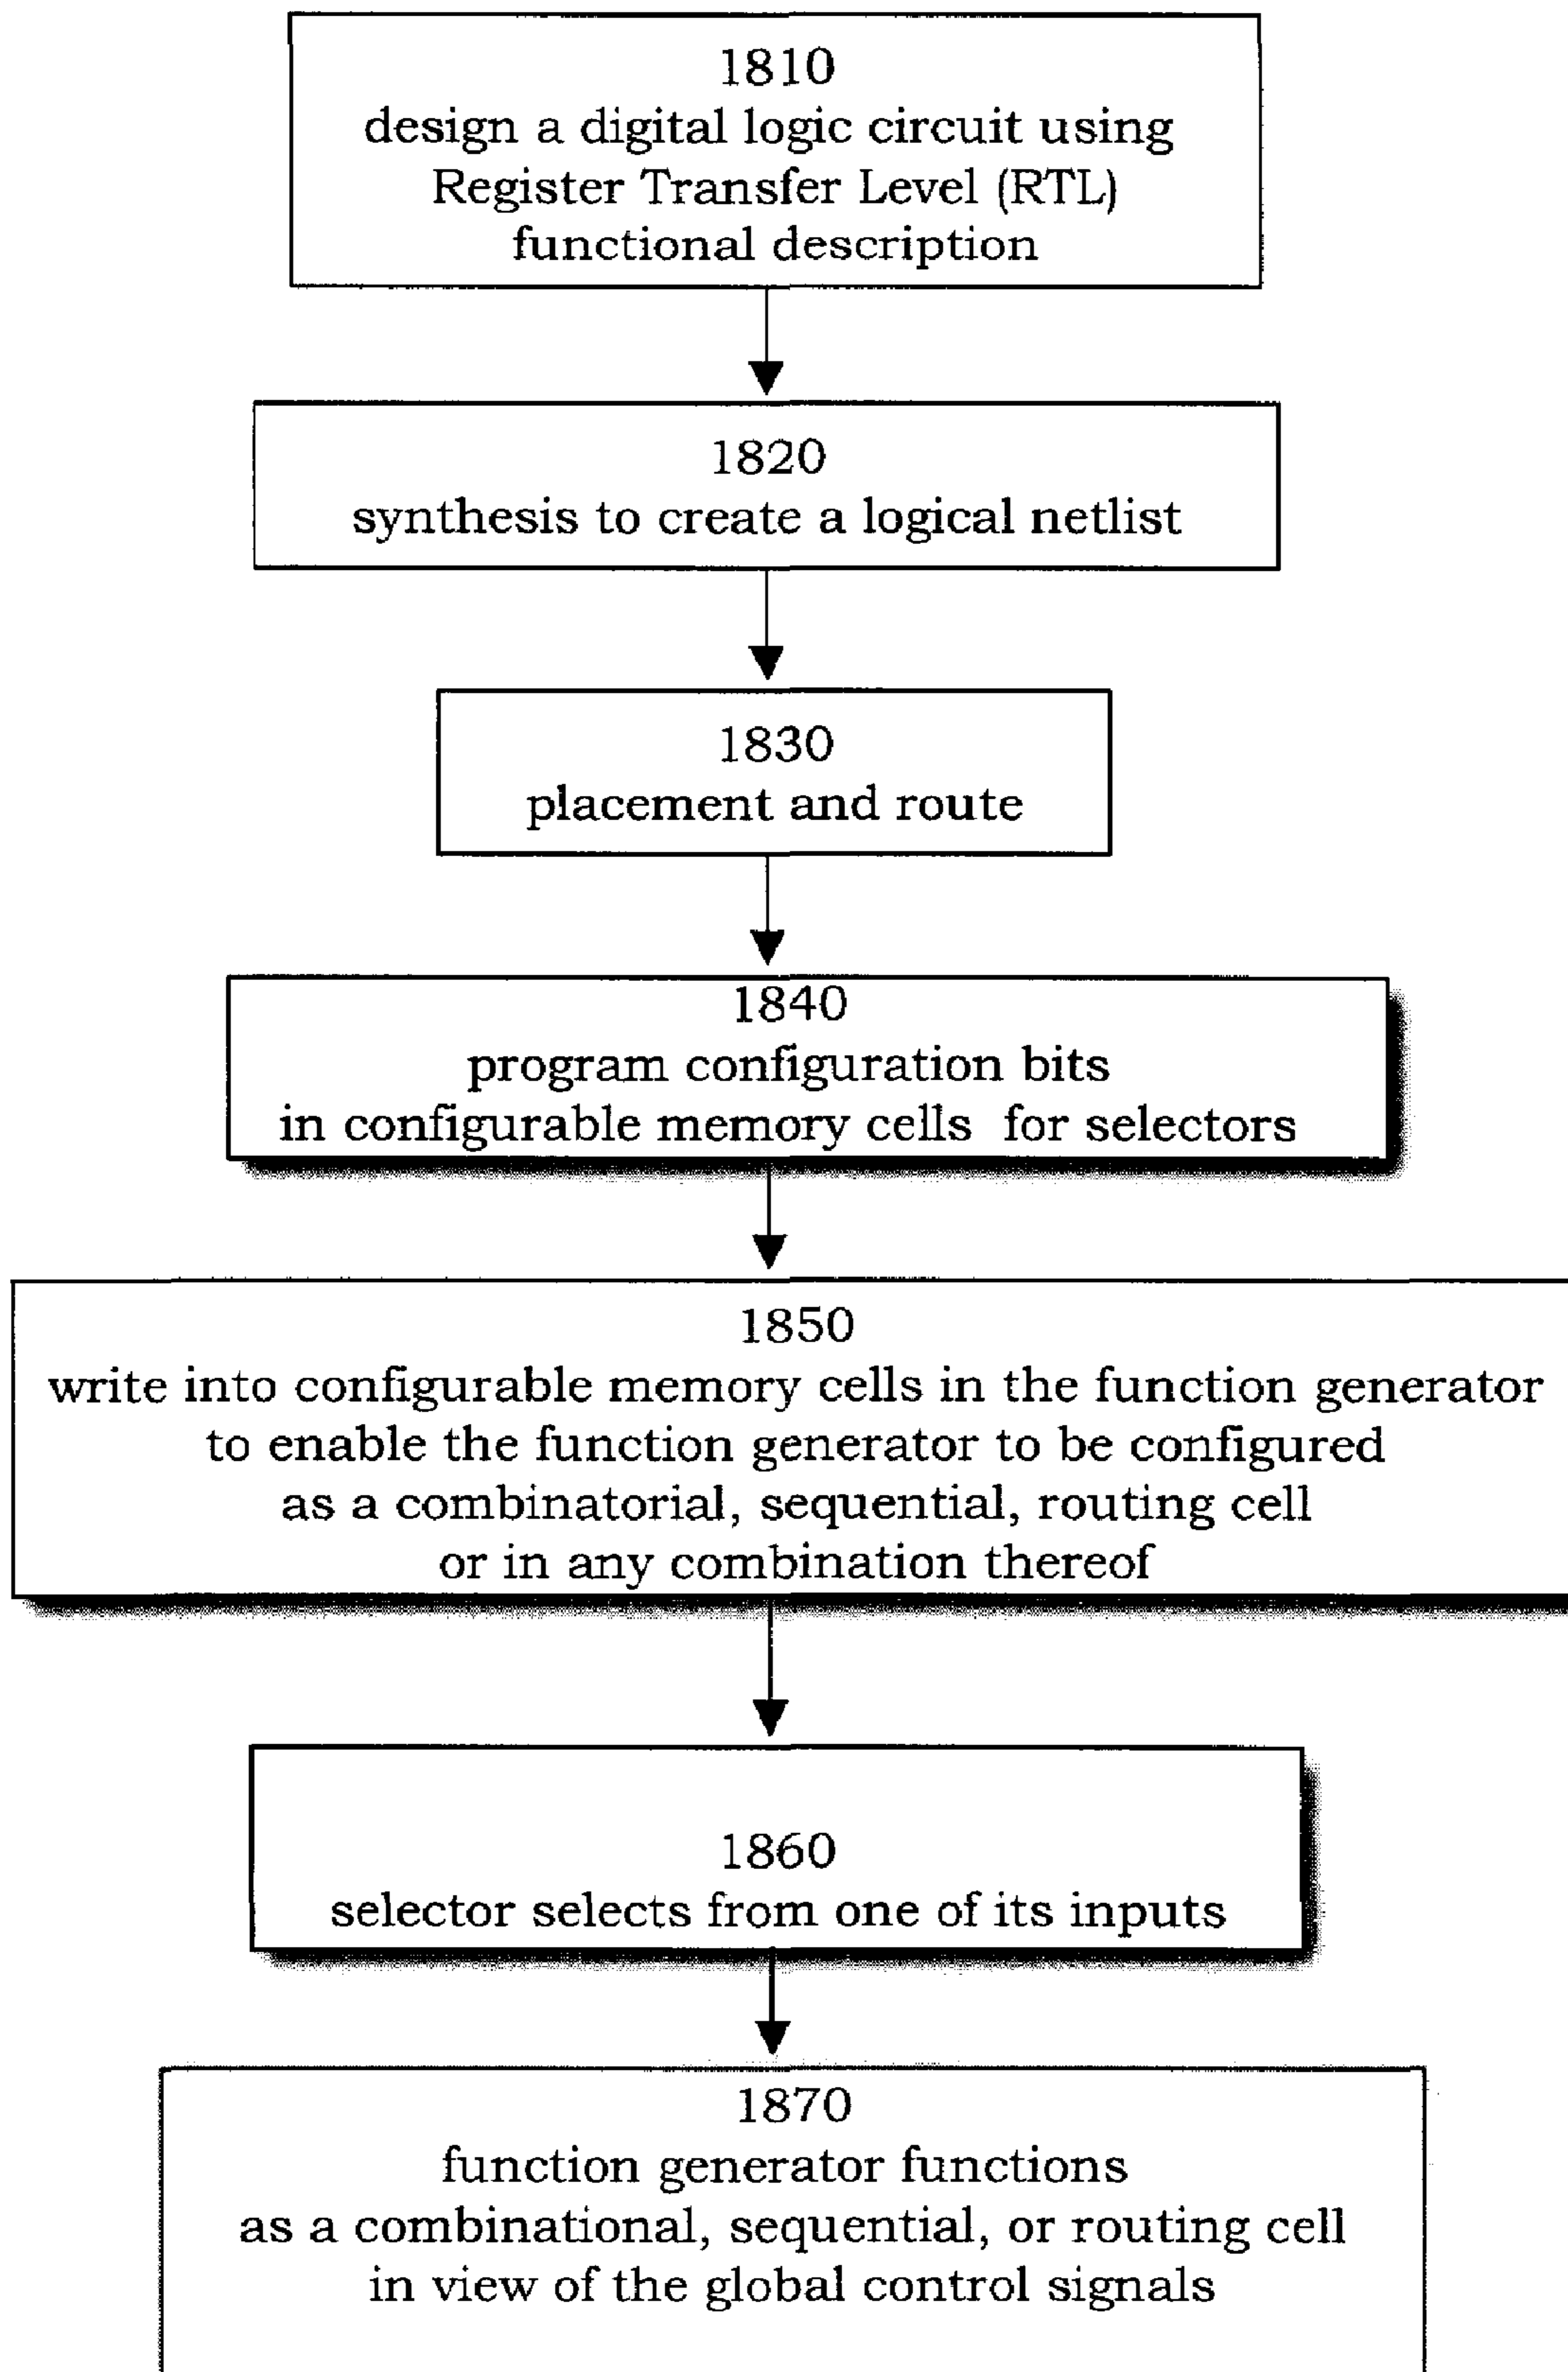 1810
design a digital logic circuit using
Register Transfer Level (RTL)
functional description
1820
synthesis to create a logical netlist
1830
placement and route
1840
program configuration bits
in configurable memory cells for selectors
1850
write into configurable memory cells in the function generator
to enable the function generator to be configured
as a combinatorial, sequential, routing cell
or in any combination thereof
1860
selector selects from one of its inputs
1870
function generator functions
as a combinational, sequential, or routing cell
in view of the global control signals